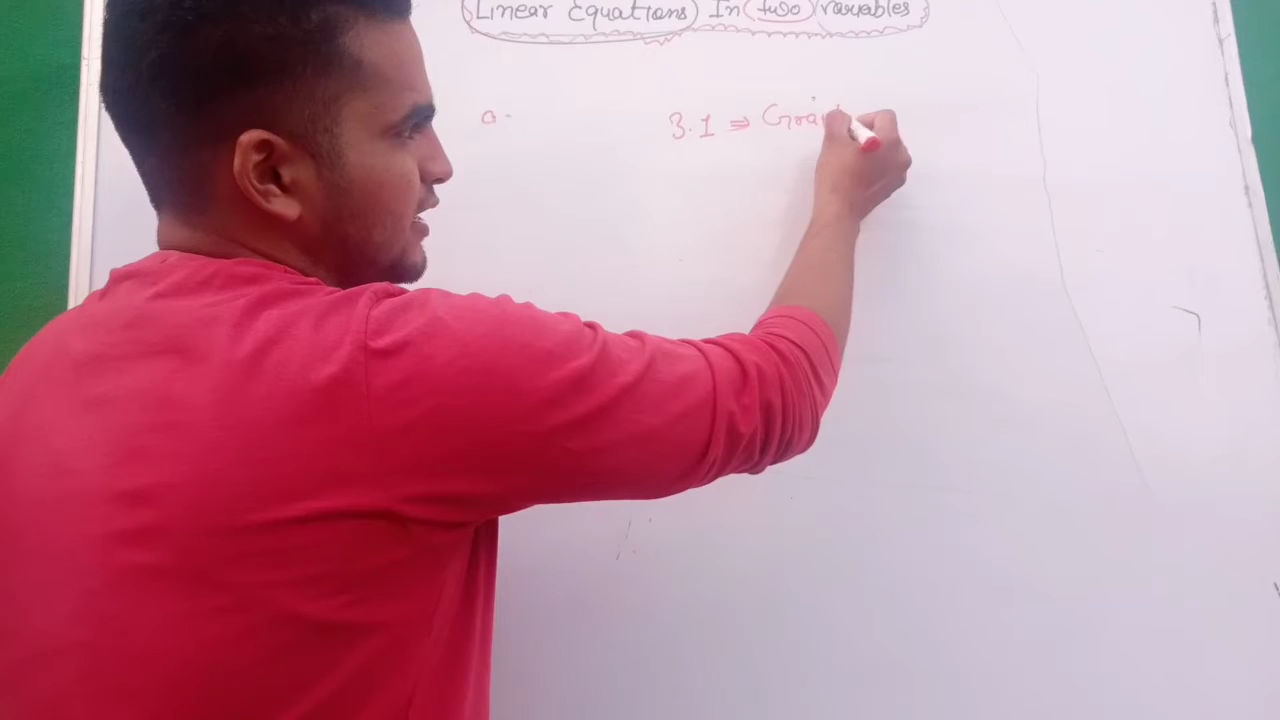 Linear Equations In two variables
a.
3.1 ⇒